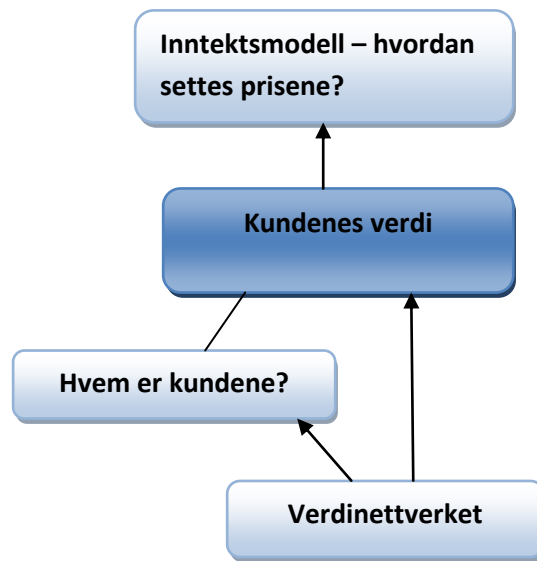 Inntektsmodell – hvordan
settes prisene?
Kundenes verdi
Hvem er kundene?
Verdinettverket